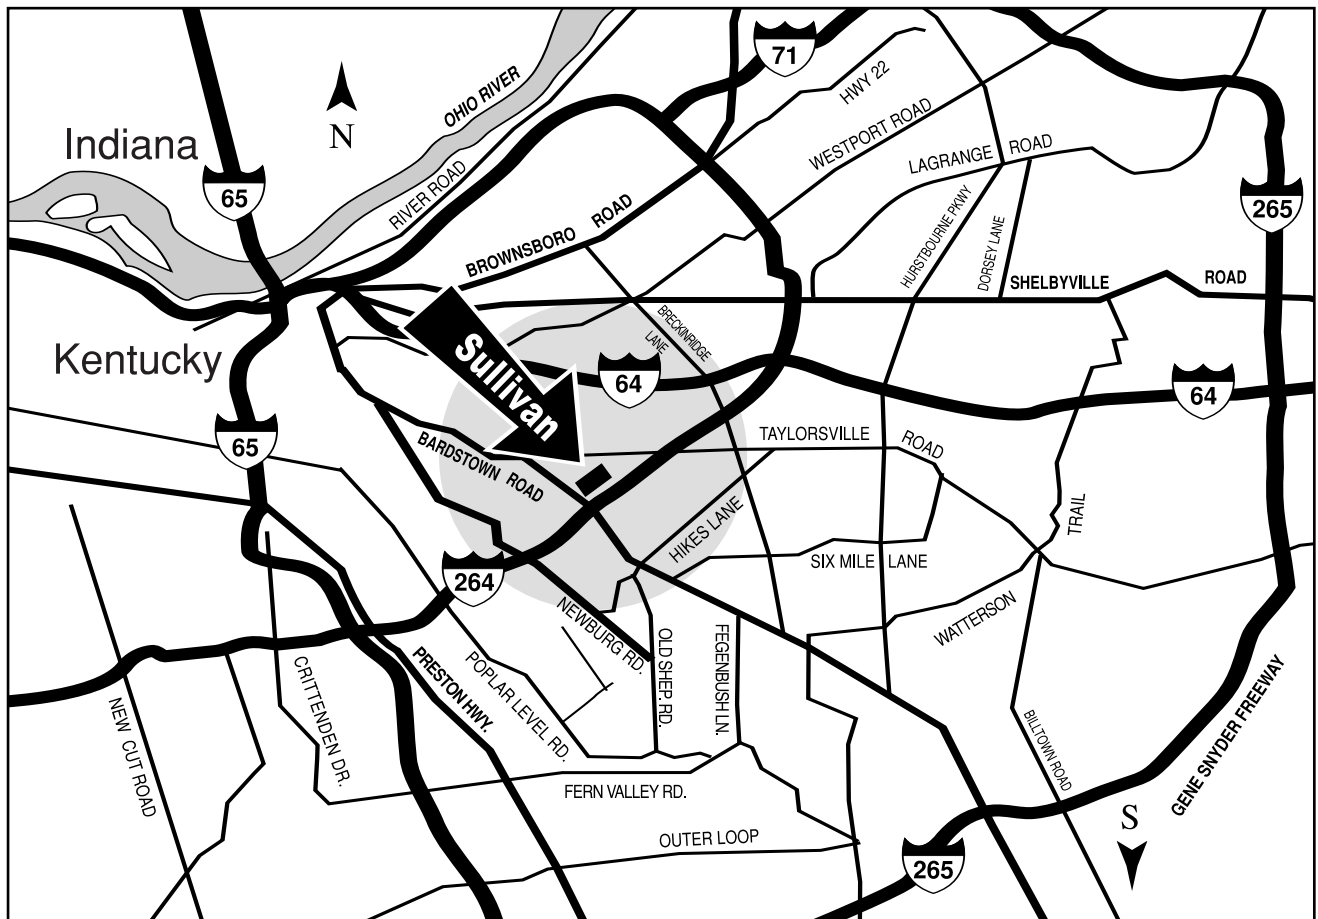 71
OHIO RIVER
HWY 22
N
Indiana
WESTPORT ROAD
LAGRANGE ROAD
65
RIVER ROAD
265
BROWNSBORO ROAD
HURSTBOURNE PKWY
DORSEY LANE
SHELBYVILLE ROAD
Kentucky
BRECKINRIDGE
LANE
Sullivan
64
64
65
BARDSTOWN ROAD
TAYLORSVILLE ROAD
HIKES LANE
TRAIL
SIX MILE LANE
264
WATTERSON
NEWBURG RD.
OLD SHEP. RD.
FEGENBUSH LN.
PRESTON HWY.
POPLAR LEVEL RD.
CRITTENDEN DR.
NEW CUT ROAD
BILLTOWN ROAD
GENE SNYDER FREEWAY
FERN VALLEY RD.
OUTER LOOP
S
265